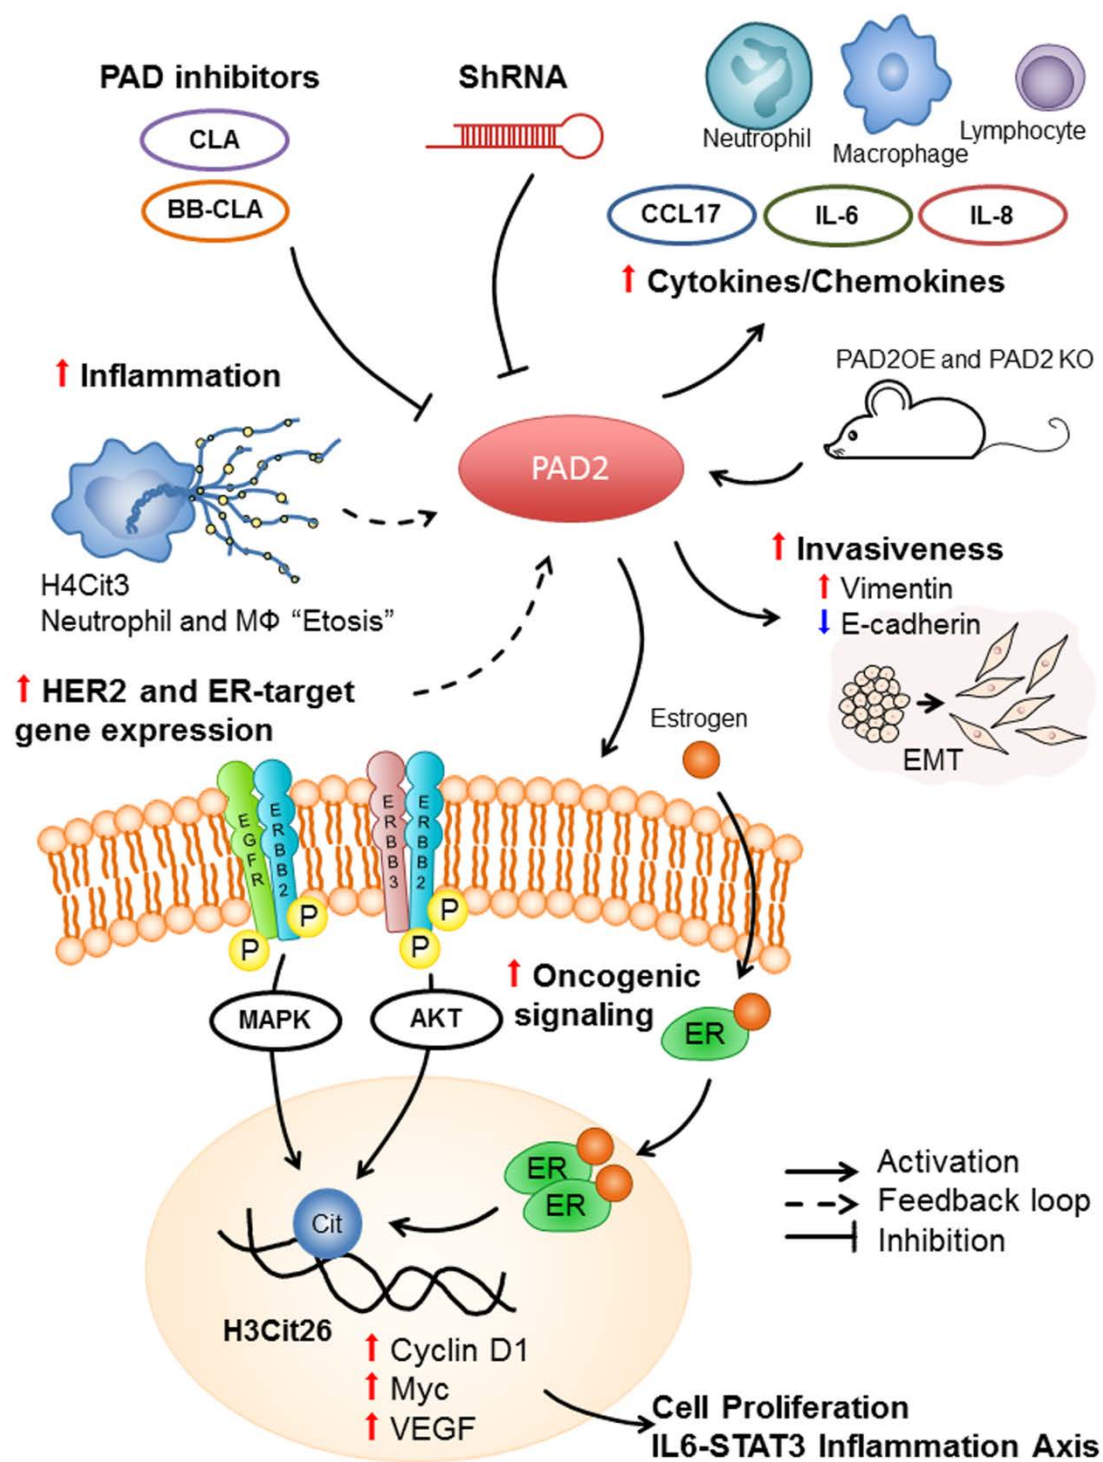 PAD inhibitors
CLA
BB-CLA
ShRNA
Neutrophil
Macrophage
Lymphocyte
CCL17
IL-6
IL-8
↑ Cytokines/Chemokines
↑ Inflammation
PAD2OE and PAD2 KO
PAD2
H4Cit3
Neutrophil and MΦ “Etosis”
↑ Invasiveness
↑ Vimentin
↓ E-cadherin
EMT
↑ HER2 and ER-target
gene expression
Estrogen
EGFR
ERBB2
ERBB3
ERBB2
P
P
P
P
MAPK
AKT
↑ Oncogenic
signaling
ER
ER
ER
Cit
H3Cit26
↑ Cyclin D1
↑ Myc
↑ VEGF
Activation
Feedback loop
Inhibition
Cell Proliferation
IL6-STAT3 Inflammation Axis